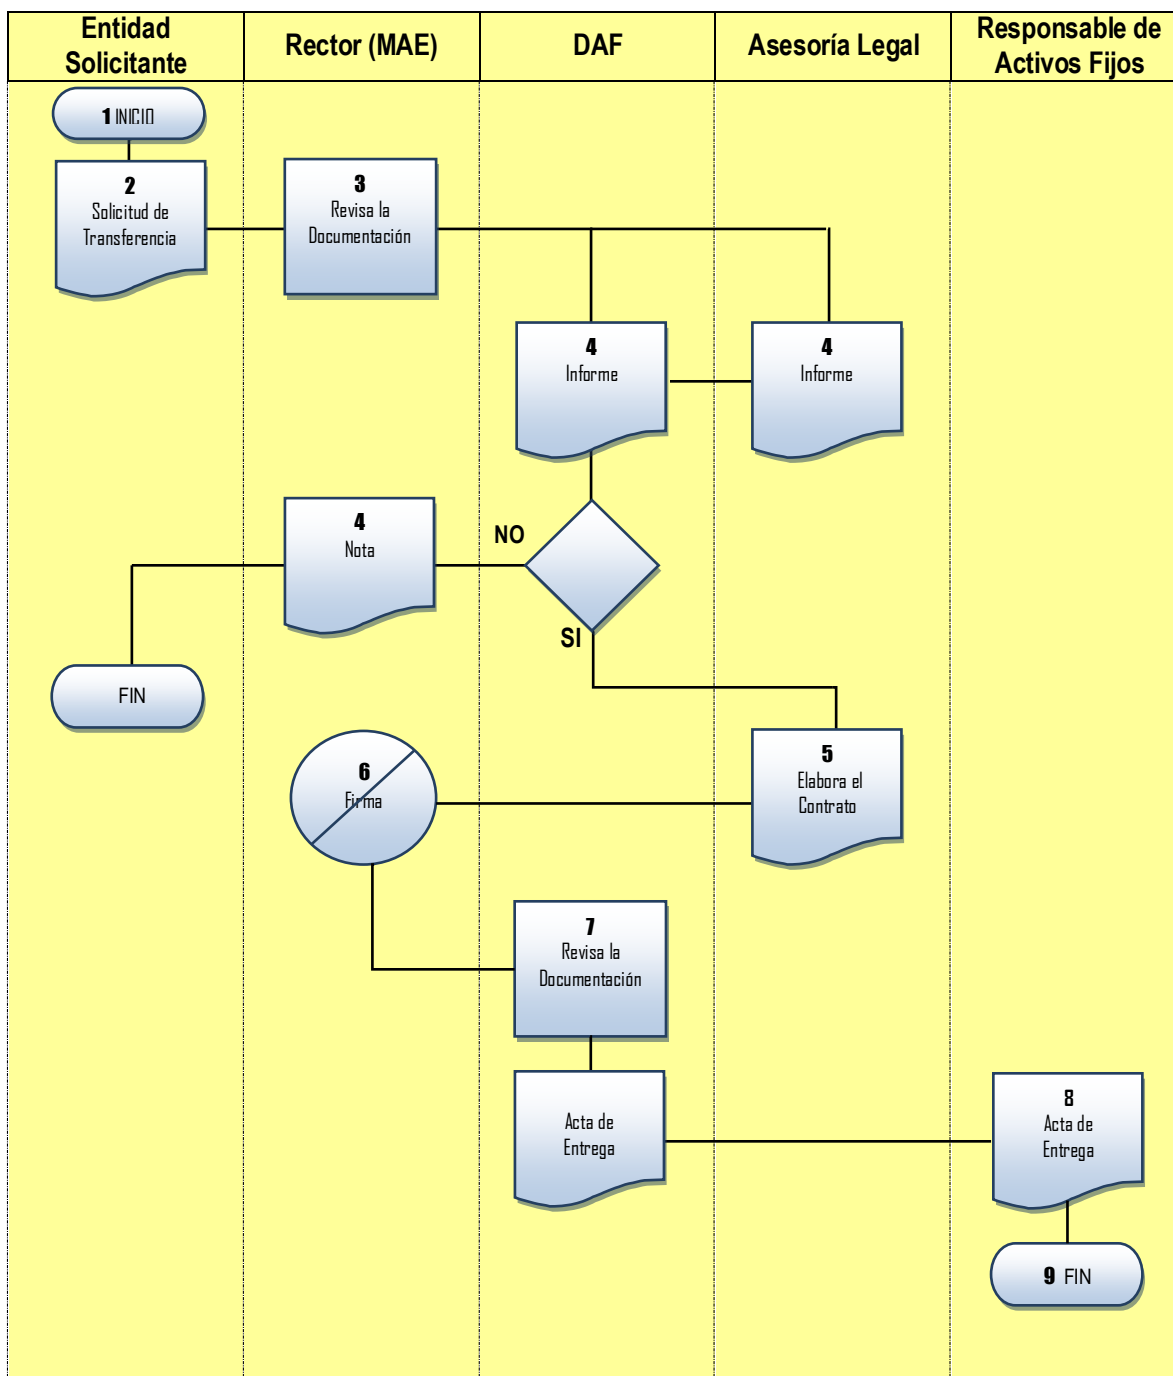 Entidad
Solicitante
Rector (MAE)
DAF
Asesoría Legal
Responsable de
Activos Fijos
1 INICIO
2
Solicitud de
Transferencia
3
Revisa la
Documentación
4
Informe
4
Informe
4
Nota
NO
SI
FIN
5
Elabora el
Contrato
6
Firma
7
Revisa la
Documentación
Acta de
Entrega
8
Acta de
Entrega
9 FIN